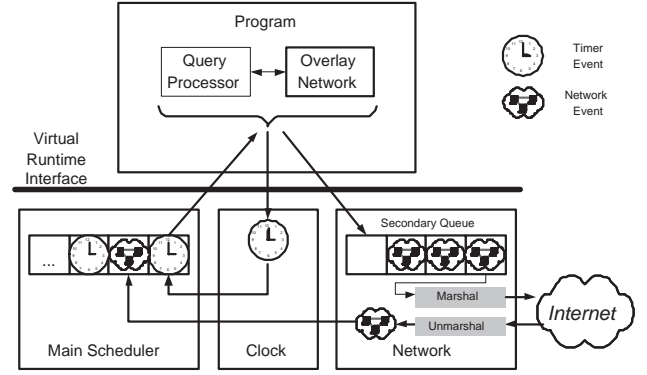 Program
Query
Processor
Overlay
Network
Timer
Event
Network
Event
Virtual
Runtime
Interface
Secondary Queue
...
Marshal
Unmarshal
Internet
Main Scheduler
Clock
Network